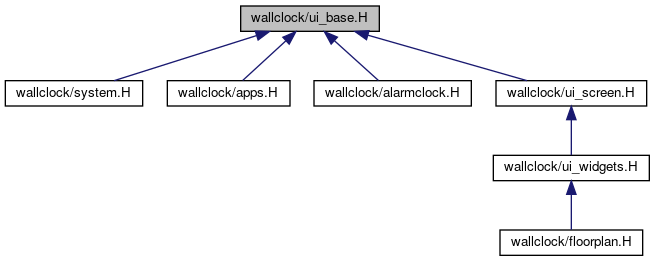 wallclock/ui_base.H
wallclock/system.H
wallclock/apps.H
wallclock/alarmclock.H
wallclock/ui_screen.H
wallclock/ui_widgets.H
wallclock/floorplan.H